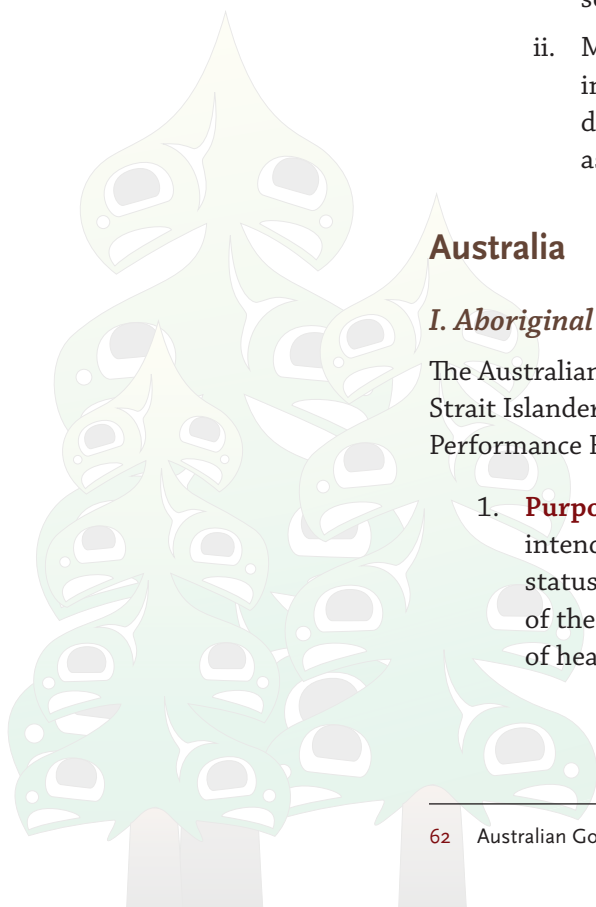 ii.
Australia
I. Aboriginal
The Australian
Strait Islander
Performance
1. Purpo
intend
status
of the
of hea
62 Australian Go